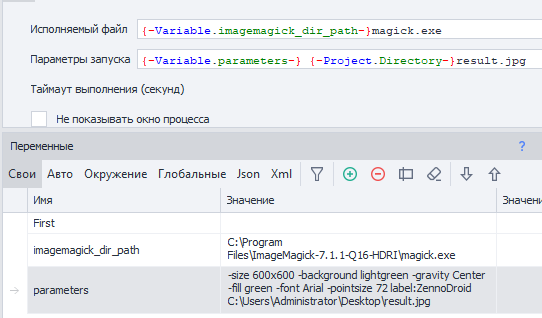 Исполняемый файл {-Variable.imagemagick_dir_path-}magick.exe
Параметры запуска {-Variable.parameters-} {-Project.Directory-}result.jpg
Таймаут выполнения (секунд)
Не показывать окно процесса
Переменные ?
Свои Авто Окружение Глобальные Json Xml
Имя Значение Значени
First
imagemagick_dir_path C:\Program
Files\ImageMagick-7.1.1-Q16-HDRI\magick.exe
parameters -size 600x600 -background lightgreen -gravity Center
-fill green -font Arial -pointsize 72 label:ZennoDroid
C:\Users\Administrator\Desktop\result.jpg